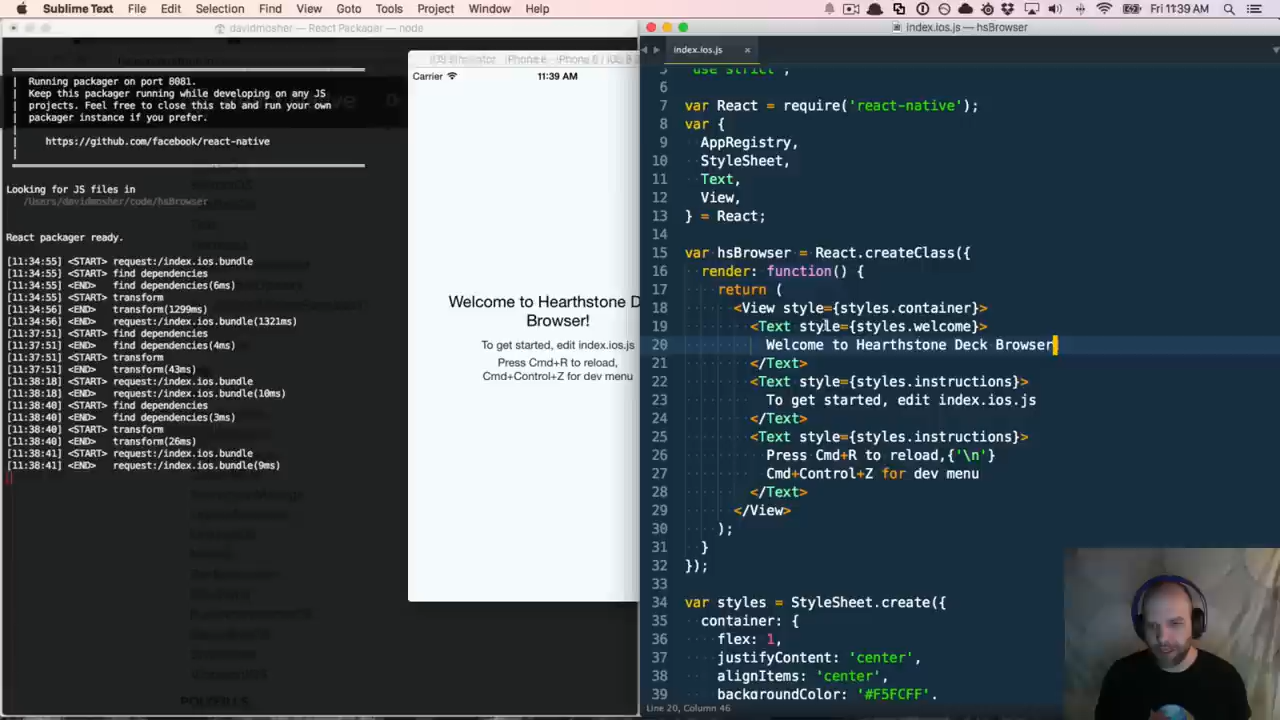 Sublime Text File Edit Selection Find View Goto Tools Project Window Help
Fri 11:39 AM
davidmosher — React Packager — node
Running packager on port 8081.
Keep this packager running while developing on any JS
projects. Feel free to close this tab and run your own
packager instance if you prefer.
https://github.com/facebook/react-native
Looking for JS files in
/Users/davidmosher/code/hsBrowser
React packager ready.
[11:34:55] <START> request:/index.ios.bundle
[11:34:55] <START> find dependencies
[11:34:55] <END> find dependencies(6ms)
[11:34:55] <START> transform
[11:34:56] <END> transform(1299ms)
[11:34:56] <END> request:/index.ios.bundle(1321ms)
[11:37:51] <START> find dependencies
[11:37:51] <END> find dependencies(4ms)
[11:37:51] <START> transform
[11:37:51] <END> transform(43ms)
[11:38:18] <START> request:/index.ios.bundle
[11:38:18] <END> request:/index.ios.bundle(10ms)
[11:38:40] <START> find dependencies
[11:38:40] <END> find dependencies(3ms)
[11:38:40] <START> transform
[11:38:40] <END> transform(26ms)
[11:38:41] <START> request:/index.ios.bundle
[11:38:41] <END> request:/index.ios.bundle(9ms)
Carrier 11:39 AM
Welcome to Hearthstone D
Browser!
To get started, edit index.ios.js
Press Cmd+R to reload,
Cmd+Control+Z for dev menu
index.ios.js — hsBrowser
index.ios.js ×
5 'use strict';
6
7 var React = require('react-native');
8 var {
9 AppRegistry,
10 StyleSheet,
11 Text,
12 View,
13 } = React;
14
15 var hsBrowser = React.createClass({
16 render: function() {
17 return (
18 <View style={styles.container}>
19 <Text style={styles.welcome}>
20 Welcome to Hearthstone Deck Browser
21 </Text>
22 <Text style={styles.instructions}>
23 To get started, edit index.ios.js
24 </Text>
25 <Text style={styles.instructions}>
26 Press Cmd+R to reload,{'\n'}
27 Cmd+Control+Z for dev menu
28 </Text>
29 </View>
30 );
31 }
32 });
33
34 var styles = StyleSheet.create({
35 container: {
36 flex: 1,
37 justifyContent: 'center',
38 alignItems: 'center',
39 backgroundColor: '#F5FCFF',
Line 20, Column 46